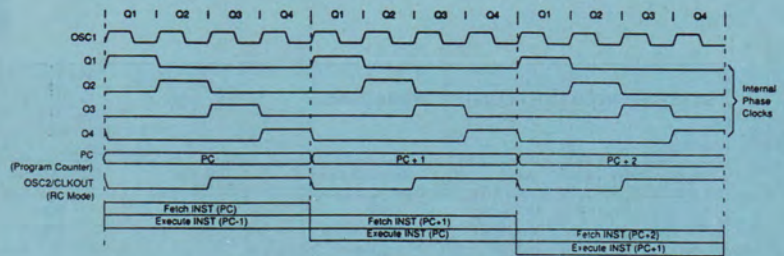 Q1 | Q2 | Q3 | Q4 | Q1 | Q2 | Q3 | Q4 | Q1 | Q2 | Q3 | Q4
OSC1
Q1
Q2
Q3
Q4
Internal
Phase
Clocks
PC
(Program Counter)
PC
PC + 1
PC + 2
OSC2/CLKOUT
(RC Mode)
Fetch INST (PC)
Execute INST (PC-1)
Fetch INST (PC+1)
Execute INST (PC)
Fetch INST (PC+2)
Execute INST (PC+1)